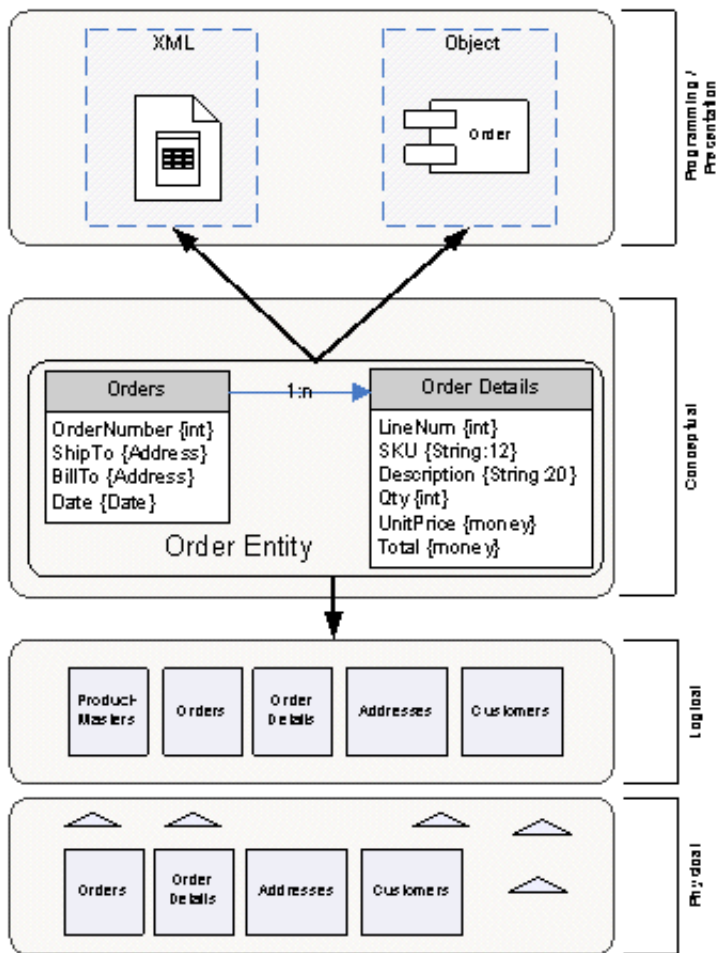 XML
Object
Order
Programming /
Presentation
Orders
OrderNumber {int}
ShipTo {Address}
BillTo {Address}
Date {Date}
1:n
Order Details
LineNum {int}
SKU {String:12}
Description {String:20}
Qty {int}
UnitPrice {money}
Total {money}
Order Entity
Conceptual
Product-
Masters
Orders
Order
Details
Addresses
Customers
Logical
Orders
Order
Details
Addresses
Customers
Physical